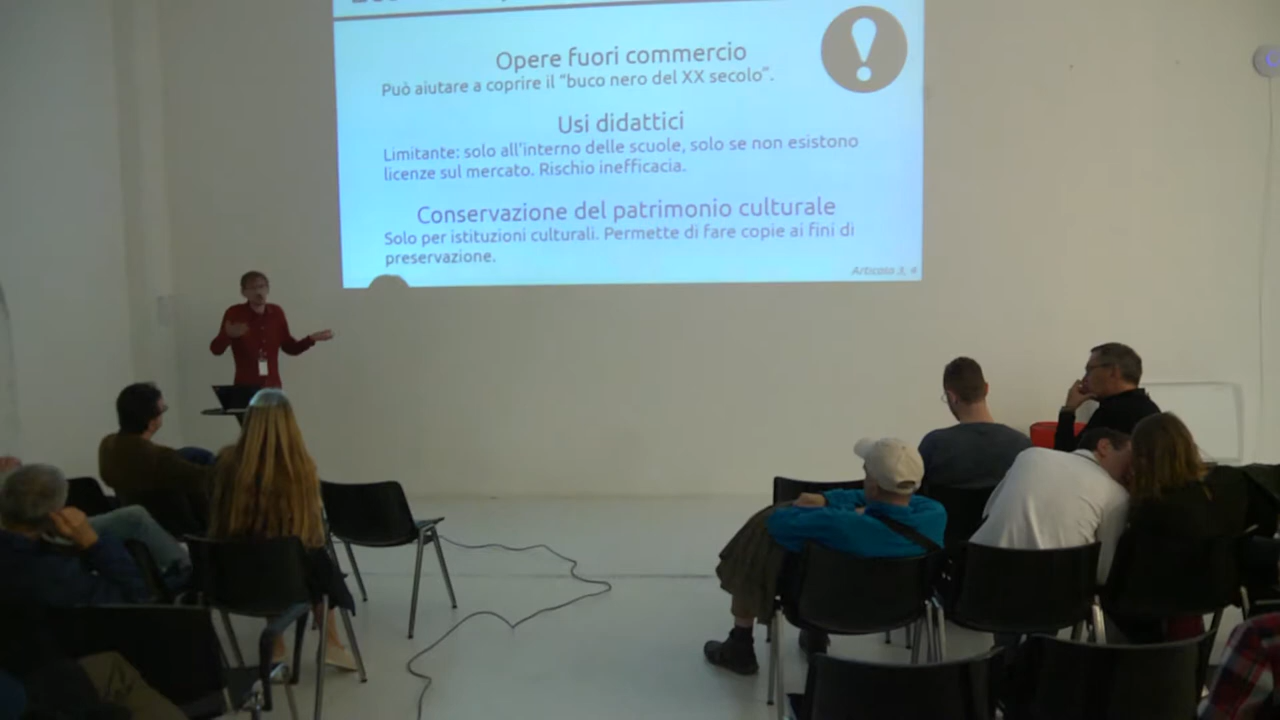 Opere fuori commercio
Può aiutare a coprire il "buco nero del XX secolo".
Usi didattici
Limitante: solo all'interno delle scuole, solo se non esistono
licenze sul mercato. Rischio inefficacia.
Conservazione del patrimonio culturale
Solo per istituzioni culturali. Permette di fare copie ai fini di
preservazione.
Articolo 3, 4